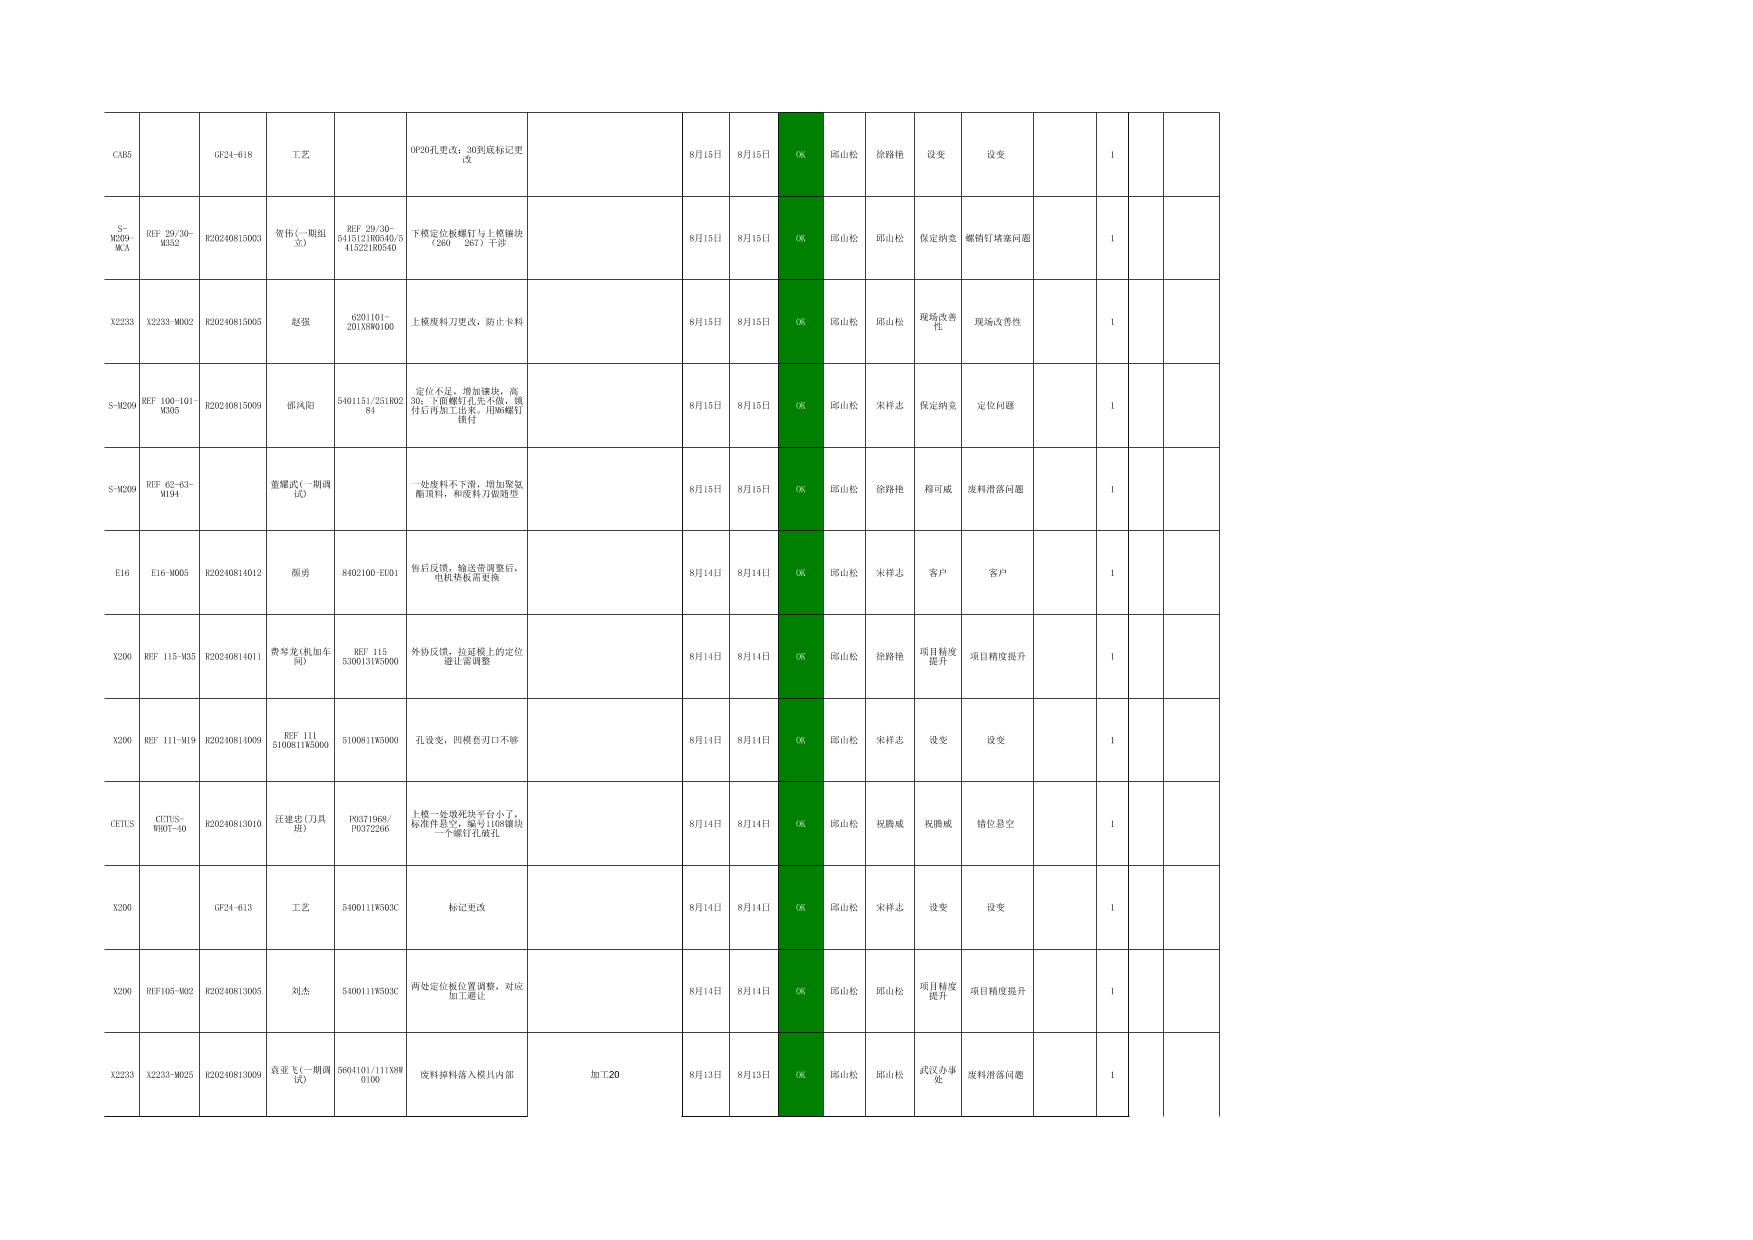 CAB5 GF24-618 工艺 OP20孔更改；30到底标记更改 8月15日 8月15日 OK 邱山松 徐路艳 设变 设变 1
S-M209-MCA REF 29/30-M352 R20240815003 贺伟(一期组立) REF 29/30-5415121R0540/5415221R0540 下模定位板螺钉与上模镶块（260 267）干涉 8月15日 8月15日 OK 邱山松 邱山松 保定纳竞 螺销钉堵塞问题 1
X2233 X2233-M002 R20240815005 赵强 6201101-201X8W0100 上模废料刀更改，防止卡料 8月15日 8月15日 OK 邱山松 邱山松 现场改善性 现场改善性 1
S-M209 REF 100-101-M305 R20240815009 邵凤阳 5401151/251R0284 定位不足，增加镶块，高30；下面螺钉孔先不做，锁付后再加工出来。用M6螺钉锁付 8月15日 8月15日 OK 邱山松 宋祥志 保定纳竞 定位问题 1
S-M209 REF 62-63-M194 董耀武(一期调试) 一处废料不下滑，增加聚氨酯顶料，和废料刀做随型 8月15日 8月15日 OK 邱山松 徐路艳 穆可威 废料滑落问题 1
E16 E16-M005 R20240814012 颜勇 8402100-EU01 售后反馈，输送带调整后，电机垫板需更换 8月14日 8月14日 OK 邱山松 宋祥志 客户 客户 1
X200 REF 115-M35 R20240814011 费琴龙(机加车间) REF 115 5300131W5000 外协反馈，拉延模上的定位避让需调整 8月14日 8月14日 OK 邱山松 徐路艳 项目精度提升 项目精度提升 1
X200 REF 111-M19 R20240814009 REF 111 5100811W5000 5100811W5000 孔设变，凹模套刃口不够 8月14日 8月14日 OK 邱山松 宋祥志 设变 设变 1
CETUS CETUS-WHOT-40 R20240813010 汪建忠(刀具班) P0371968/P0372266 上模一处墩死块平台小了，标准件悬空，编号1108镶块一个螺钉孔破孔 8月14日 8月14日 OK 邱山松 祝腾威 祝腾威 错位悬空 1
X200 GF24-613 工艺 5400111W503C 标记更改 8月14日 8月14日 OK 邱山松 宋祥志 设变 设变 1
X200 REF105-M02 R20240813005 刘杰 5400111W503C 两处定位板位置调整，对应加工避让 8月14日 8月14日 OK 邱山松 邱山松 项目精度提升 项目精度提升 1
X2233 X2233-M025 R20240813009 袁亚飞(一期调试) 5604101/111X8W0100 废料掉料落入模具内部 加工20 8月13日 8月13日 OK 邱山松 邱山松 武汉办事处 废料滑落问题 1